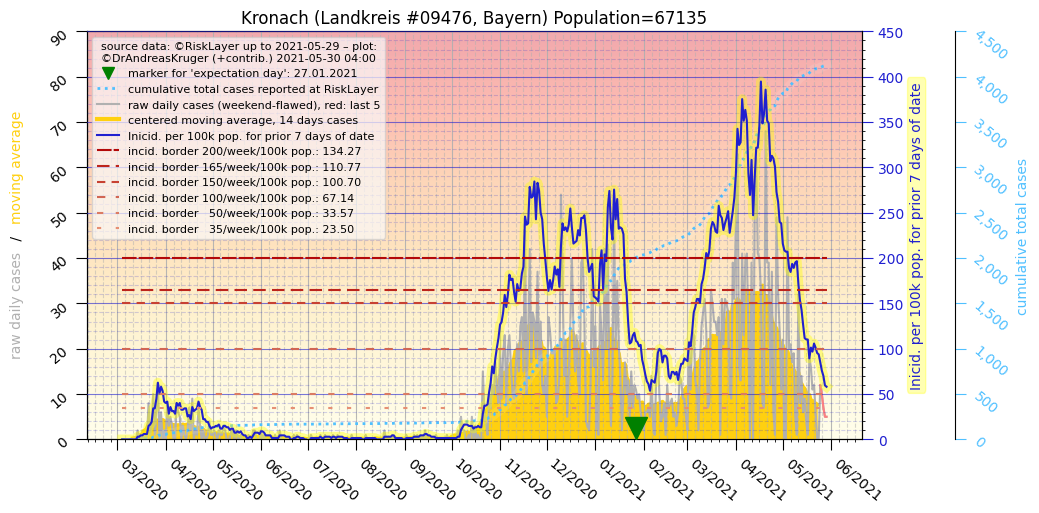 Kronach (Landkreis #09476, Bayern) Population=67135
source data: ©RiskLayer up to 2021-05-29 – plot:
©DrAndreasKruger (+contrib.) 2021-05-30 04:00
marker for 'expectation day': 27.01.2021
cumulative total cases reported at RiskLayer
raw daily cases (weekend-flawed), red: last 5
centered moving average, 14 days cases
Inicid. per 100k pop. for prior 7 days of date
incid. border 200/week/100k pop.: 134.27
incid. border 165/week/100k pop.: 110.77
incid. border 150/week/100k pop.: 100.70
incid. border 100/week/100k pop.: 67.14
incid. border   50/week/100k pop.: 33.57
incid. border   35/week/100k pop.: 23.50
raw daily cases / moving average
90
80
70
60
50
40
30
20
10
0
03/2020
04/2020
05/2020
06/2020
07/2020
08/2020
09/2020
10/2020
11/2020
12/2020
01/2021
02/2021
03/2021
04/2021
05/2021
06/2021
450
400
350
300
250
200
150
100
50
0
Inicid. per 100k pop. for prior 7 days of date
4,500
4,000
3,500
3,000
2,500
2,000
1,500
1,000
500
0
cumulative total cases